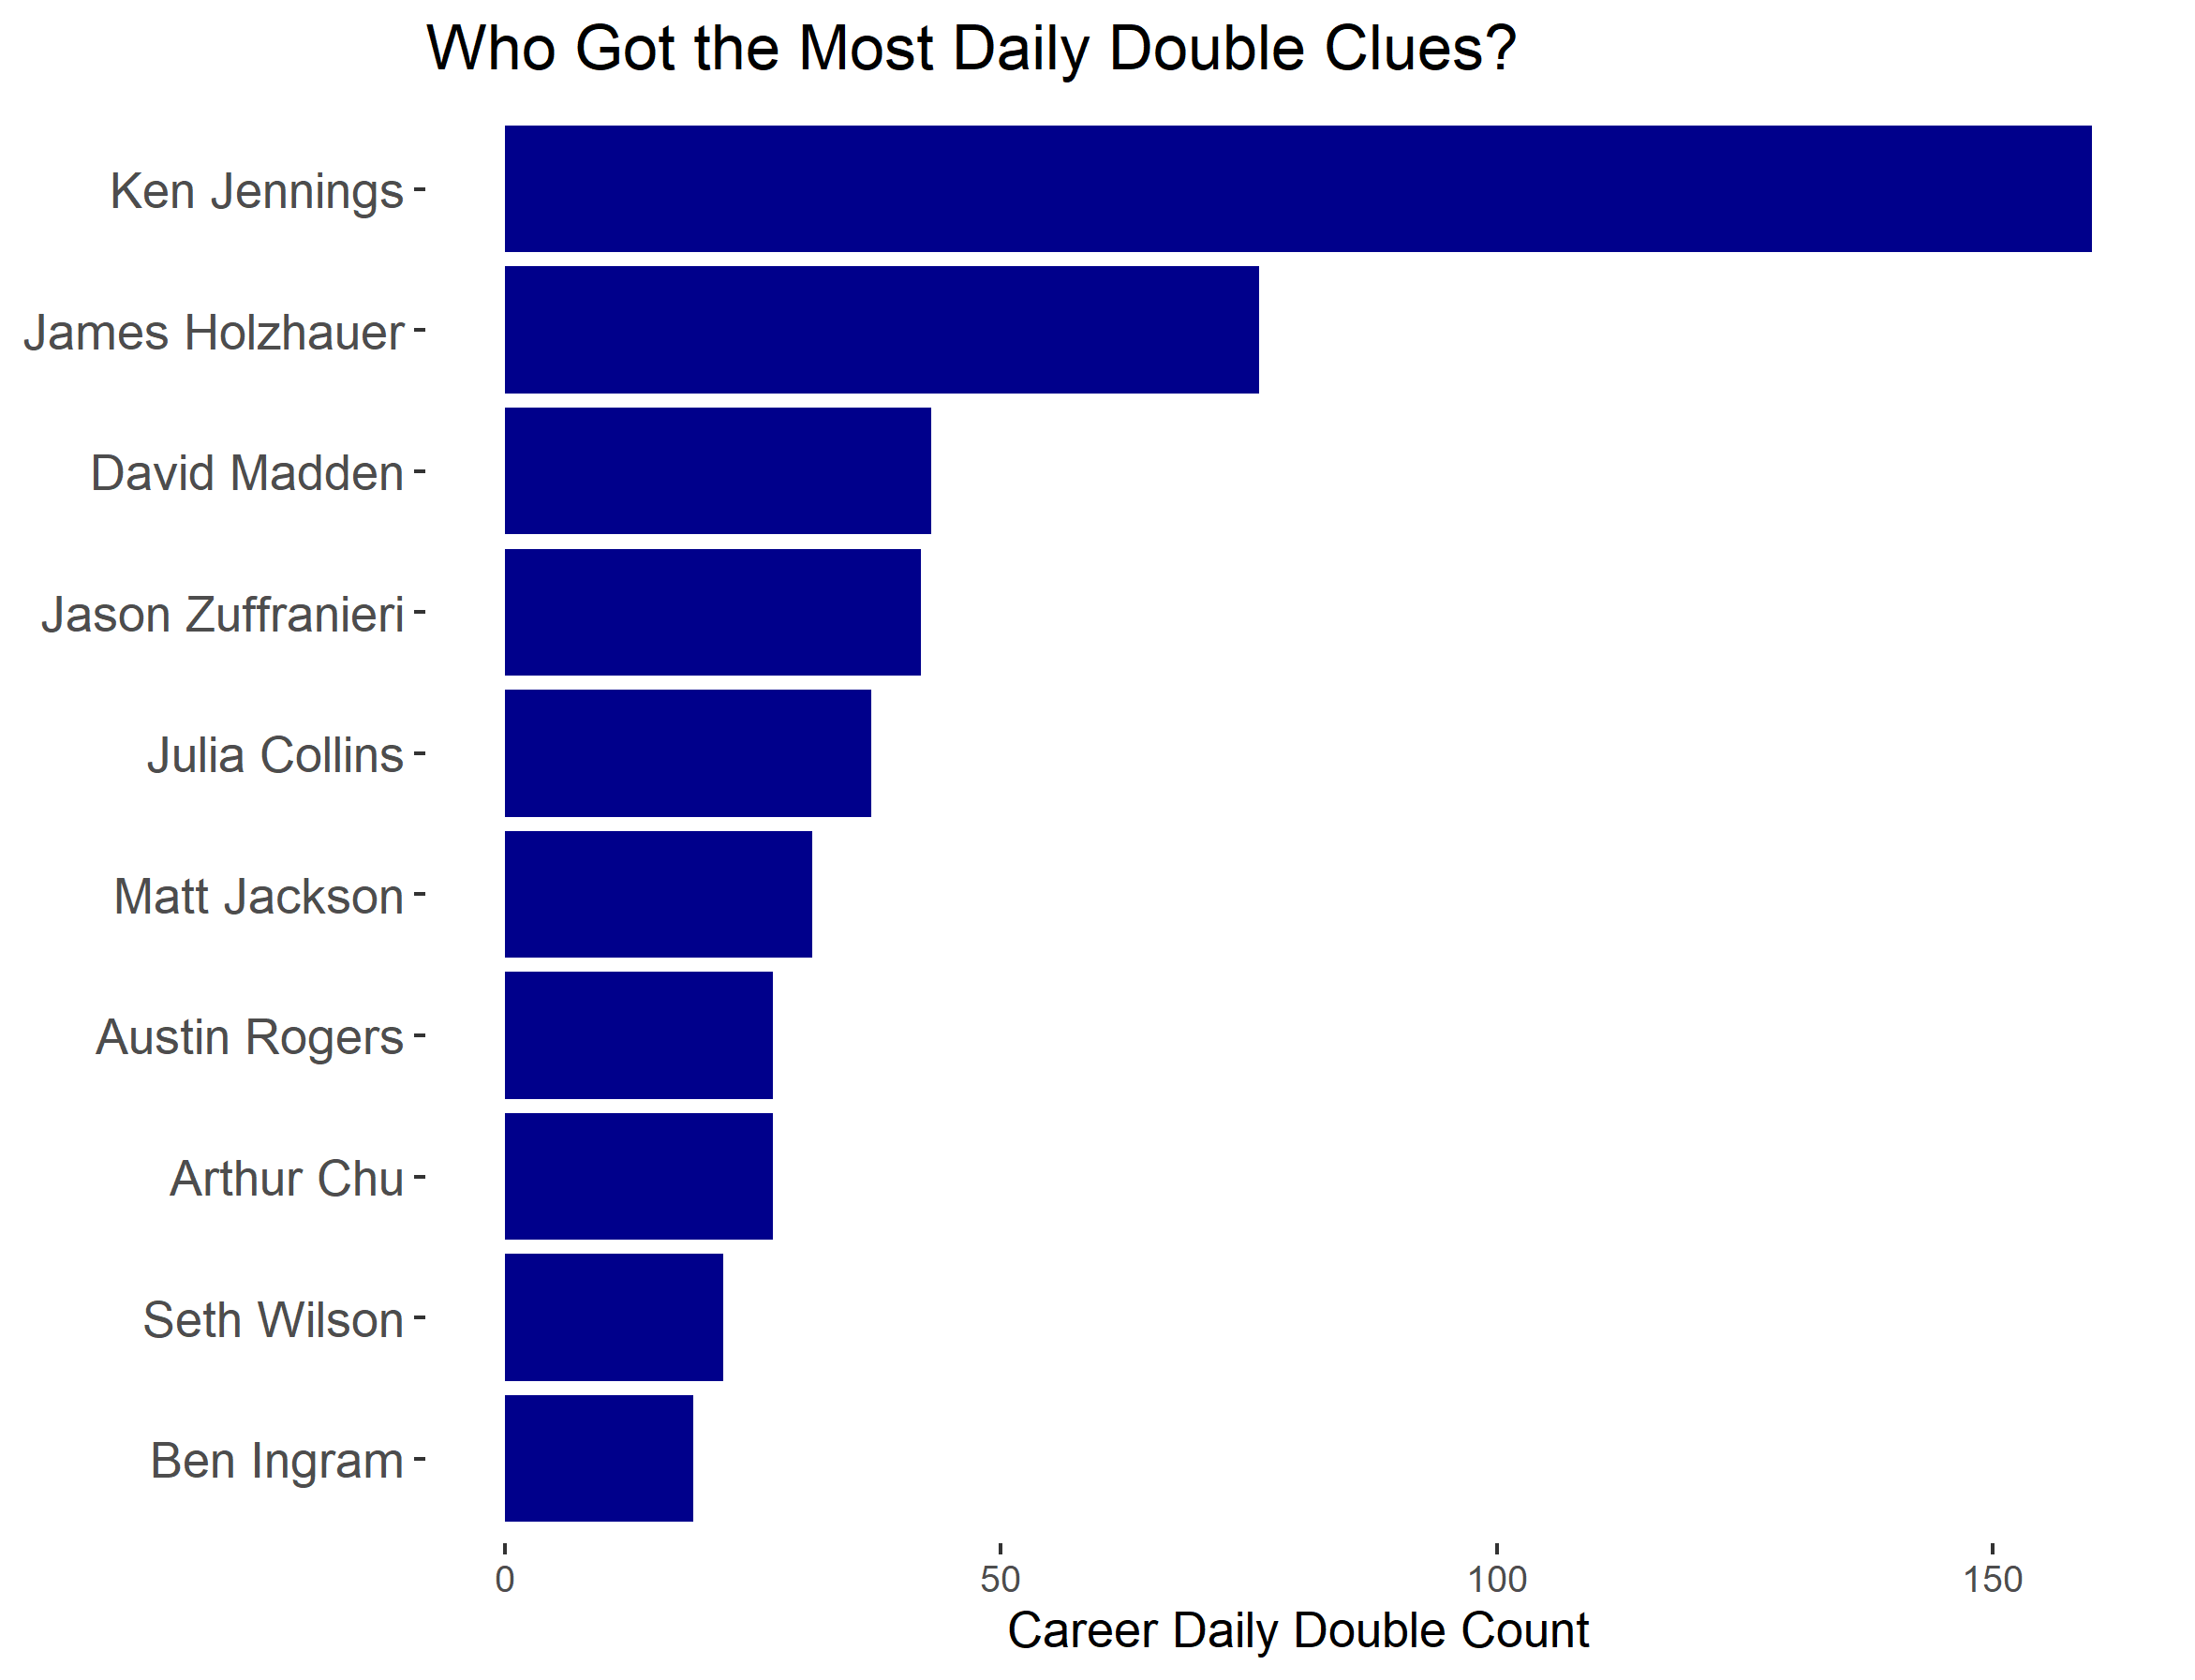 Who Got the Most Daily Double Clues?
Ken Jennings
James Holzhauer
David Madden
Jason Zuffranieri
Julia Collins
Matt Jackson
Austin Rogers
Arthur Chu
Seth Wilson
Ben Ingram
0 50 100 150
Career Daily Double Count